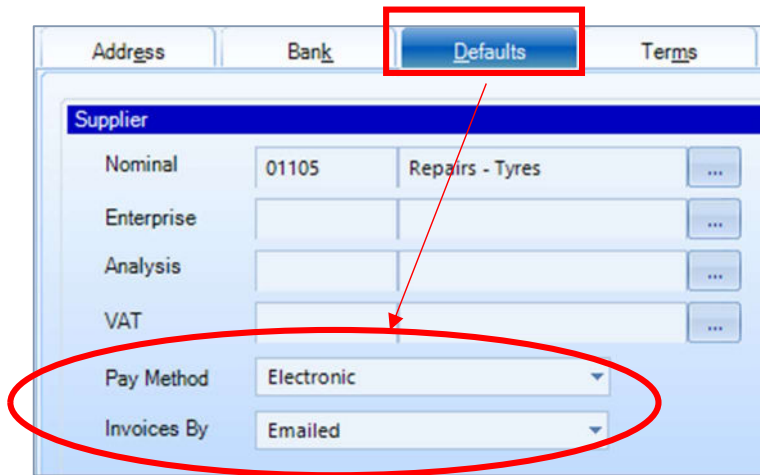 Address Bank Defaults Terms
Supplier
Nominal 01105 Repairs - Tyres ...
Enterprise ...
Analysis ...
VAT ...
Pay Method Electronic
Invoices By Emailed